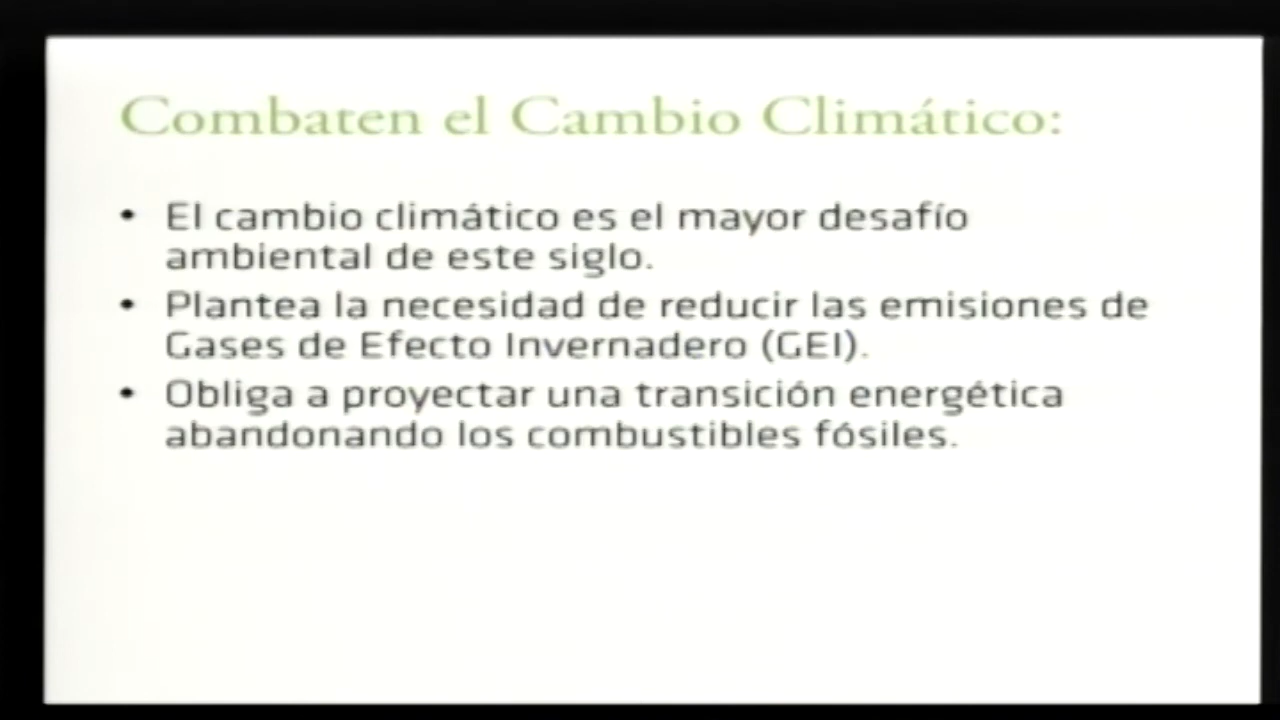 Combaten el Cambio Climático:
• El cambio climático es el mayor desafío
ambiental de este siglo.
• Plantea la necesidad de reducir las emisiones de
Gases de Efecto Invernadero (GEI).
• Obliga a proyectar una transición energética
abandonando los combustibles fósiles.